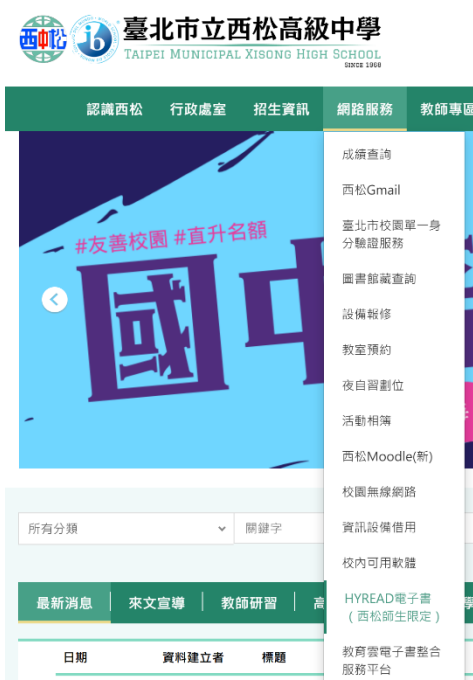 西中松
ib
臺北市立西松高級中學
TAIPEI MUNICIPAL XISONG HIGH SCHOOL
SINCE 1968
認識西松
行政處室
招生資訊
網路服務
教師專區
#友善校園 #直升名額
國中
成績查詢
西松Gmail
臺北市校園單一身
分驗證服務
圖書館藏查詢
設備報修
教室預約
夜自習劃位
活動相簿
西松Moodle(新)
校園無線網路
資訊設備借用
校內可用軟體
HYREAD電子書
(西松師生限定)
教育雲電子書整合
服務平台
所有分類
關鍵字
最新消息
來文宣導
教師研習
高
學
日期
資料建立者
標題